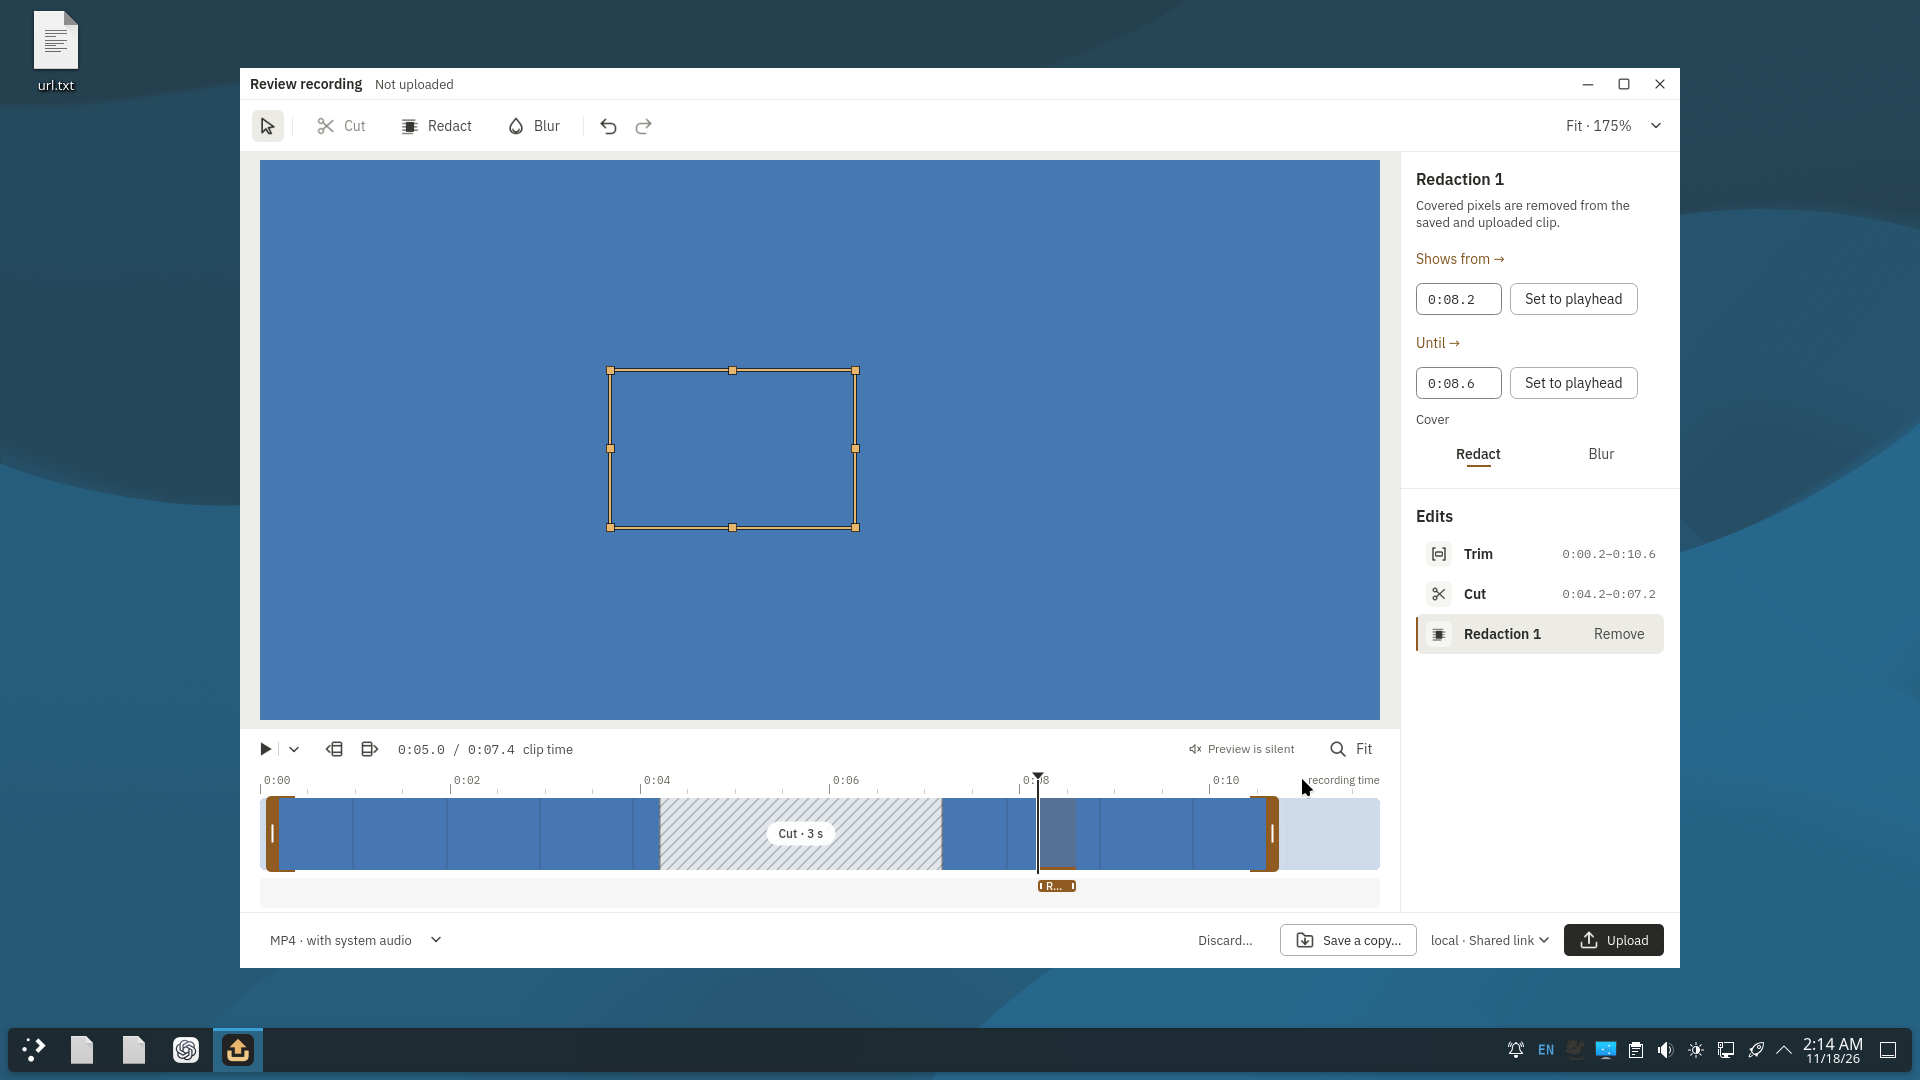 url.txt
Review recording Not uploaded
Cut Redact Blur Fit · 175%
Redaction 1
Covered pixels are removed from the
saved and uploaded clip.
Shows from →
0:08.2 Set to playhead
Until →
0:08.6 Set to playhead
Cover
Redact Blur
Edits
Trim 0:00.2–0:10.6
Cut 0:04.2–0:07.2
Redaction 1 Remove
0:05.0 / 0:07.4 clip time Preview is silent Fit
0:00 0:02 0:04 0:06 0:08 0:10 recording time
Cut · 3 s
R...
MP4 · with system audio Discard... Save a copy... local · Shared link Upload
EN 2:14 AM
11/18/26